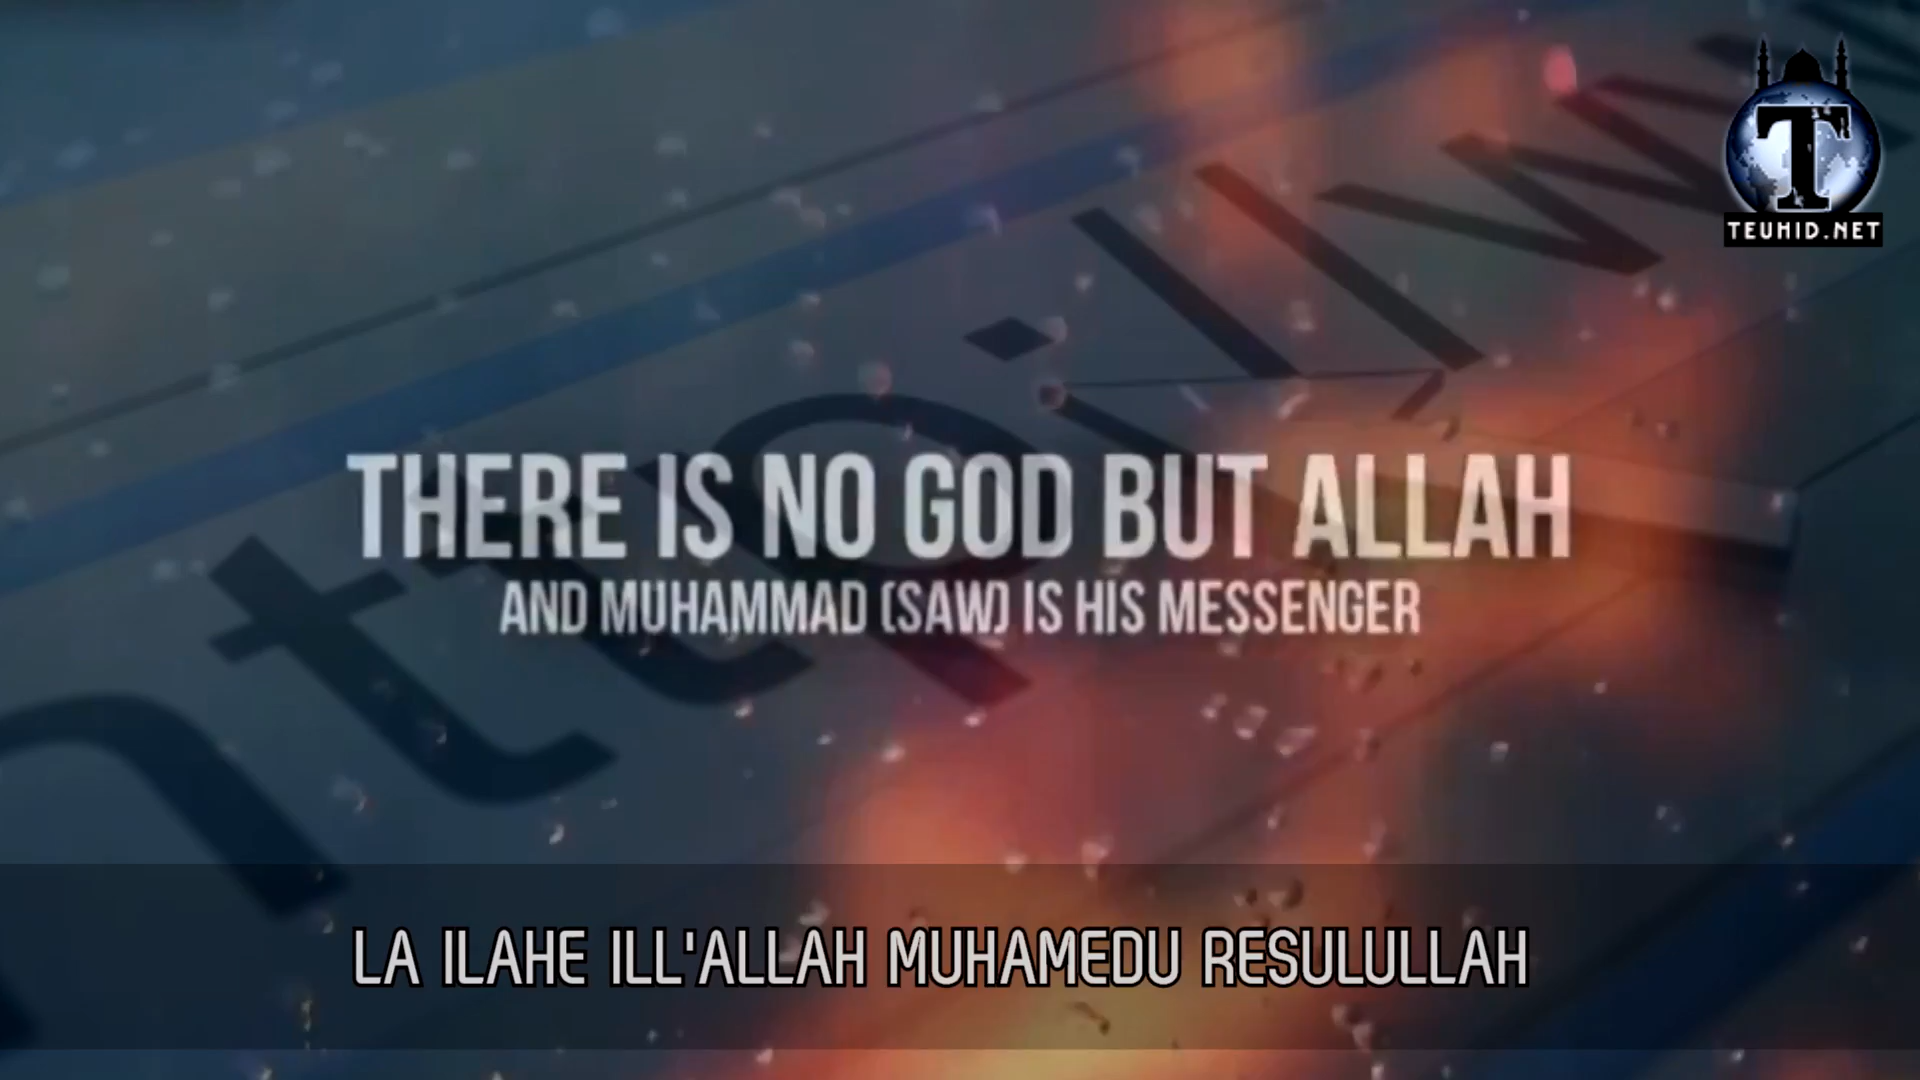 TEUHID.NET
http://w
THERE IS NO GOD BUT ALLAH
AND MUHAMMAD (SAW) IS HIS MESSENGER
LA ILAHE ILL'ALLAH MUHAMEDU RESULULLAH